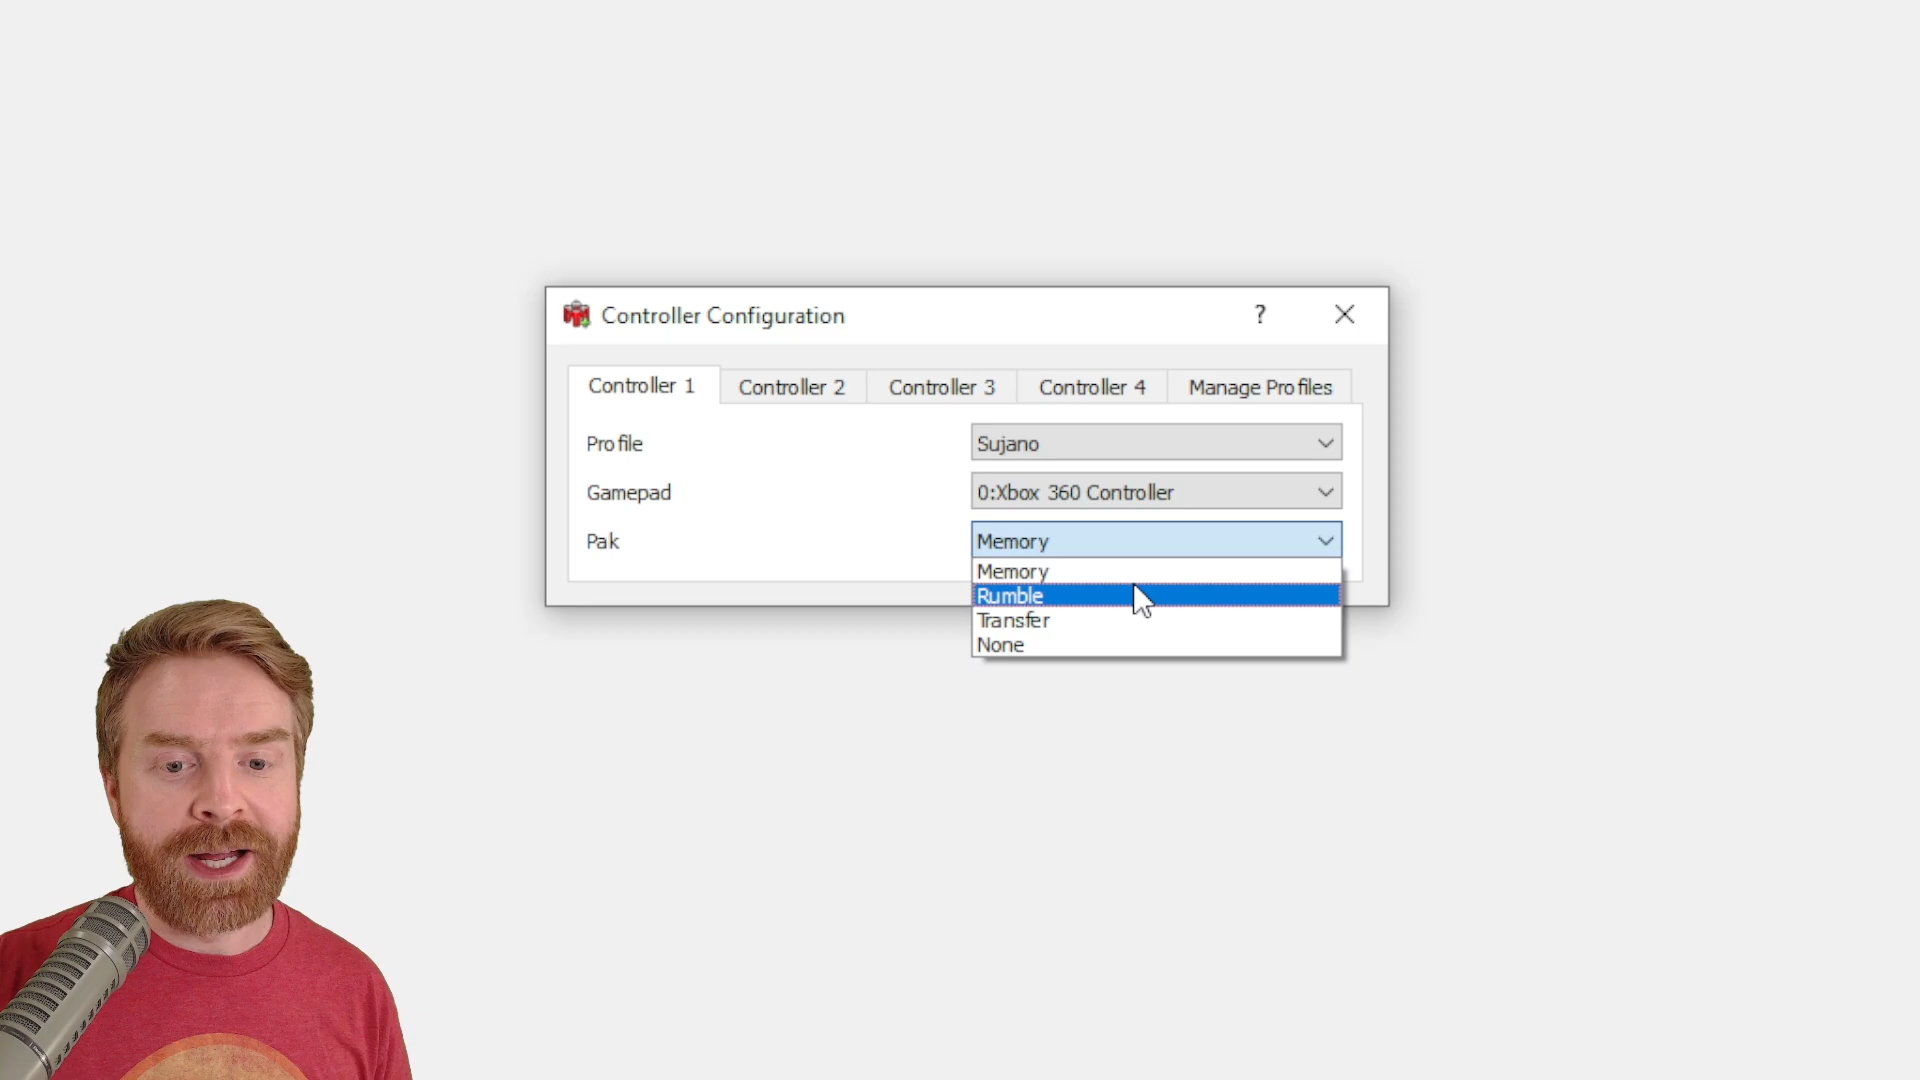 Controller Configuration
?
Controller 1
Controller 2
Controller 3
Controller 4
Manage Profiles
Profile
Sujano
Gamepad
0:Xbox 360 Controller
Pak
Memory
Memory
Rumble
Transfer
None